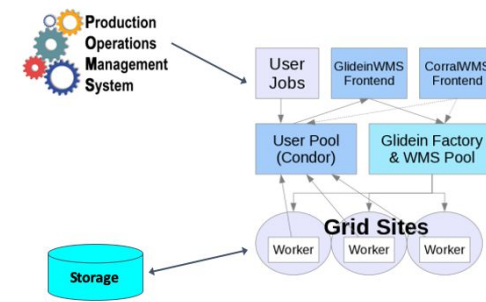 Production
Operations
Management
System
User
Jobs
GlideinWMS
Frontend
CorralWMS
Frontend
User Pool
(Condor)
Glidein Factory
& WMS Pool
Grid Sites
Worker
Worker
Worker
Storage